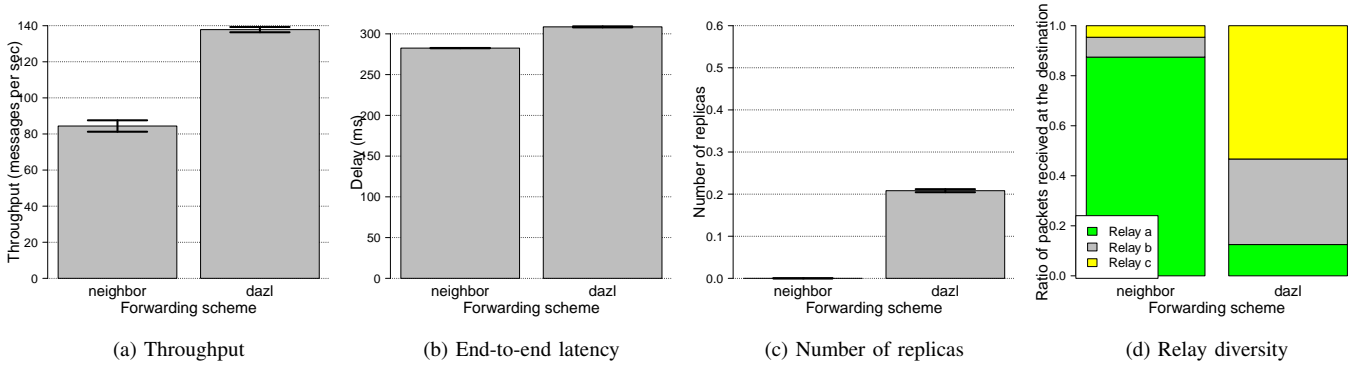 Throughput (messages per sec)
140
120
100
80
60
40
20
0
neighbor
dazl
Forwarding scheme
(a) Throughput
Delay (ms)
300
250
200
150
100
50
0
neighbor
dazl
Forwarding scheme
(b) End-to-end latency
Number of replicas
0.6
0.5
0.4
0.3
0.2
0.1
0.0
neighbor
dazl
Forwarding scheme
(c) Number of replicas
Ratio of packets received at the destination
1.0
0.8
0.6
0.4
0.2
0.0
Relay a
Relay b
Relay c
neighbor
dazl
Forwarding scheme
(d) Relay diversity